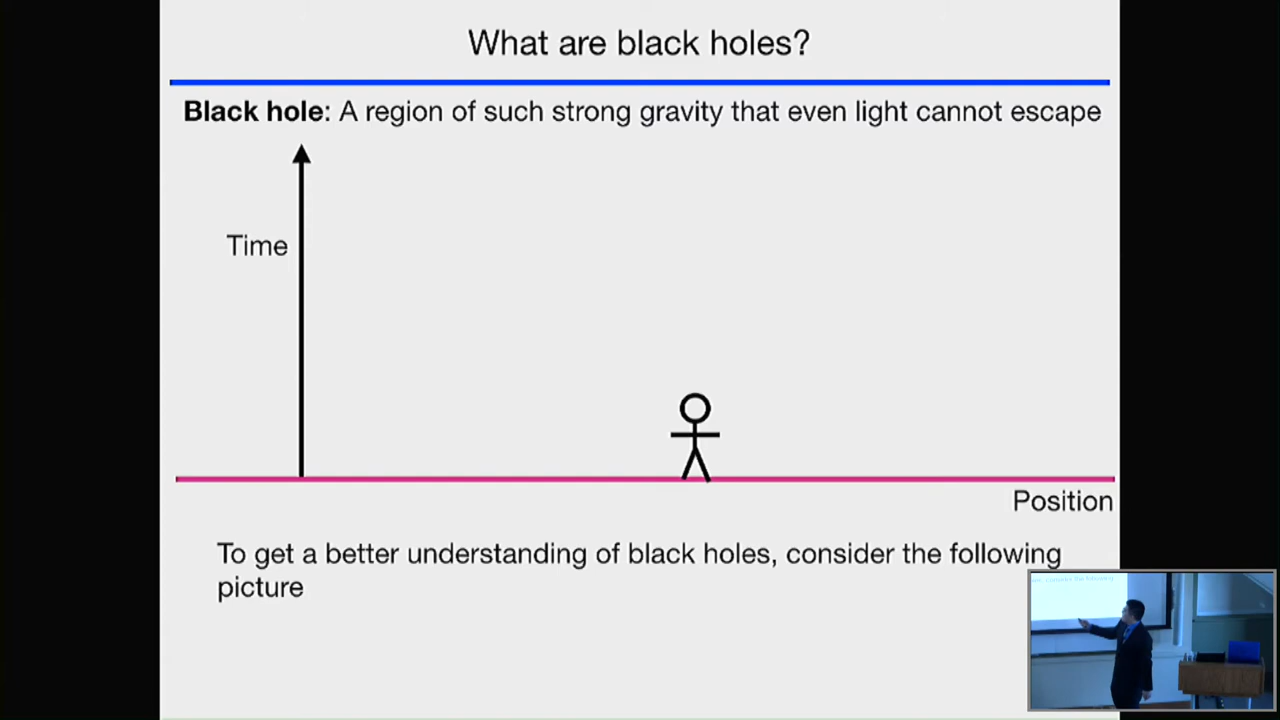 What are black holes?
Black hole: A region of such strong gravity that even light cannot escape
Time
Position
To get a better understanding of black holes, consider the following
picture